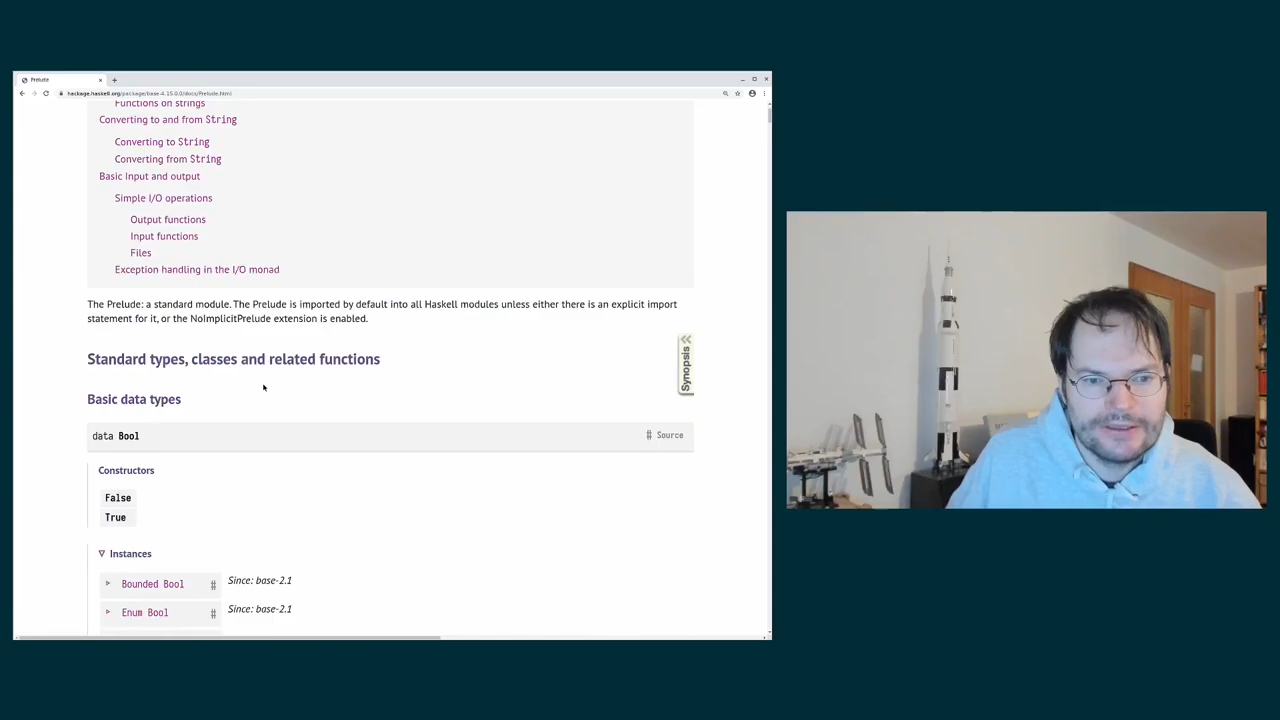 Prelude
hackage.haskell.org/package/base-4.15.0.0/docs/Prelude.html
Functions on strings
Converting to and from String
Converting to String
Converting from String
Basic Input and output
Simple I/O operations
Output functions
Input functions
Files
Exception handling in the I/O monad
The Prelude: a standard module. The Prelude is imported by default into all Haskell modules unless either there is an explicit import
statement for it, or the NoImplicitPrelude extension is enabled.
Standard types, classes and related functions
Synopsis
Basic data types
data Bool # Source
Constructors
False
True
Instances
Bounded Bool # Since: base-2.1
Enum Bool # Since: base-2.1